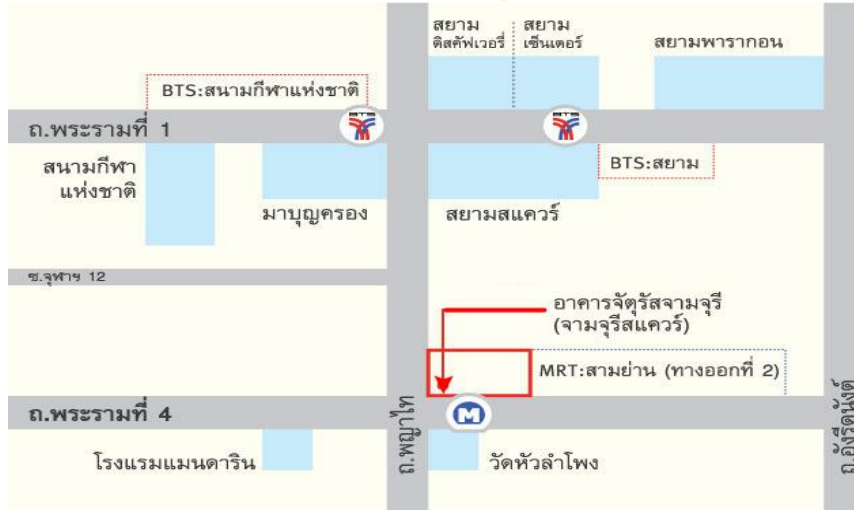 สยาม
ดิสคัฟเวอรี่
สยาม
เซ็นเตอร์
สยามพารากอน
BTS:สนามกีฬาแห่งชาติ
BTS
BTS
ถ.พระรามที่ 1
สนามกีฬา
แห่งชาติ
มาบุญครอง
สยามสแควร์
BTS:สยาม
ซ.จุฬาฯ 12
อาคารจัตุรัสจามจุรี
(จามจุรีสแควร์)
MRT:สามย่าน (ทางออกที่ 2)
ถ.พระรามที่ 4
M
ถ.พญาไท
ถ.อังรีดูนังต์
โรงแรมแมนดาริน
วัดหัวลำโพง